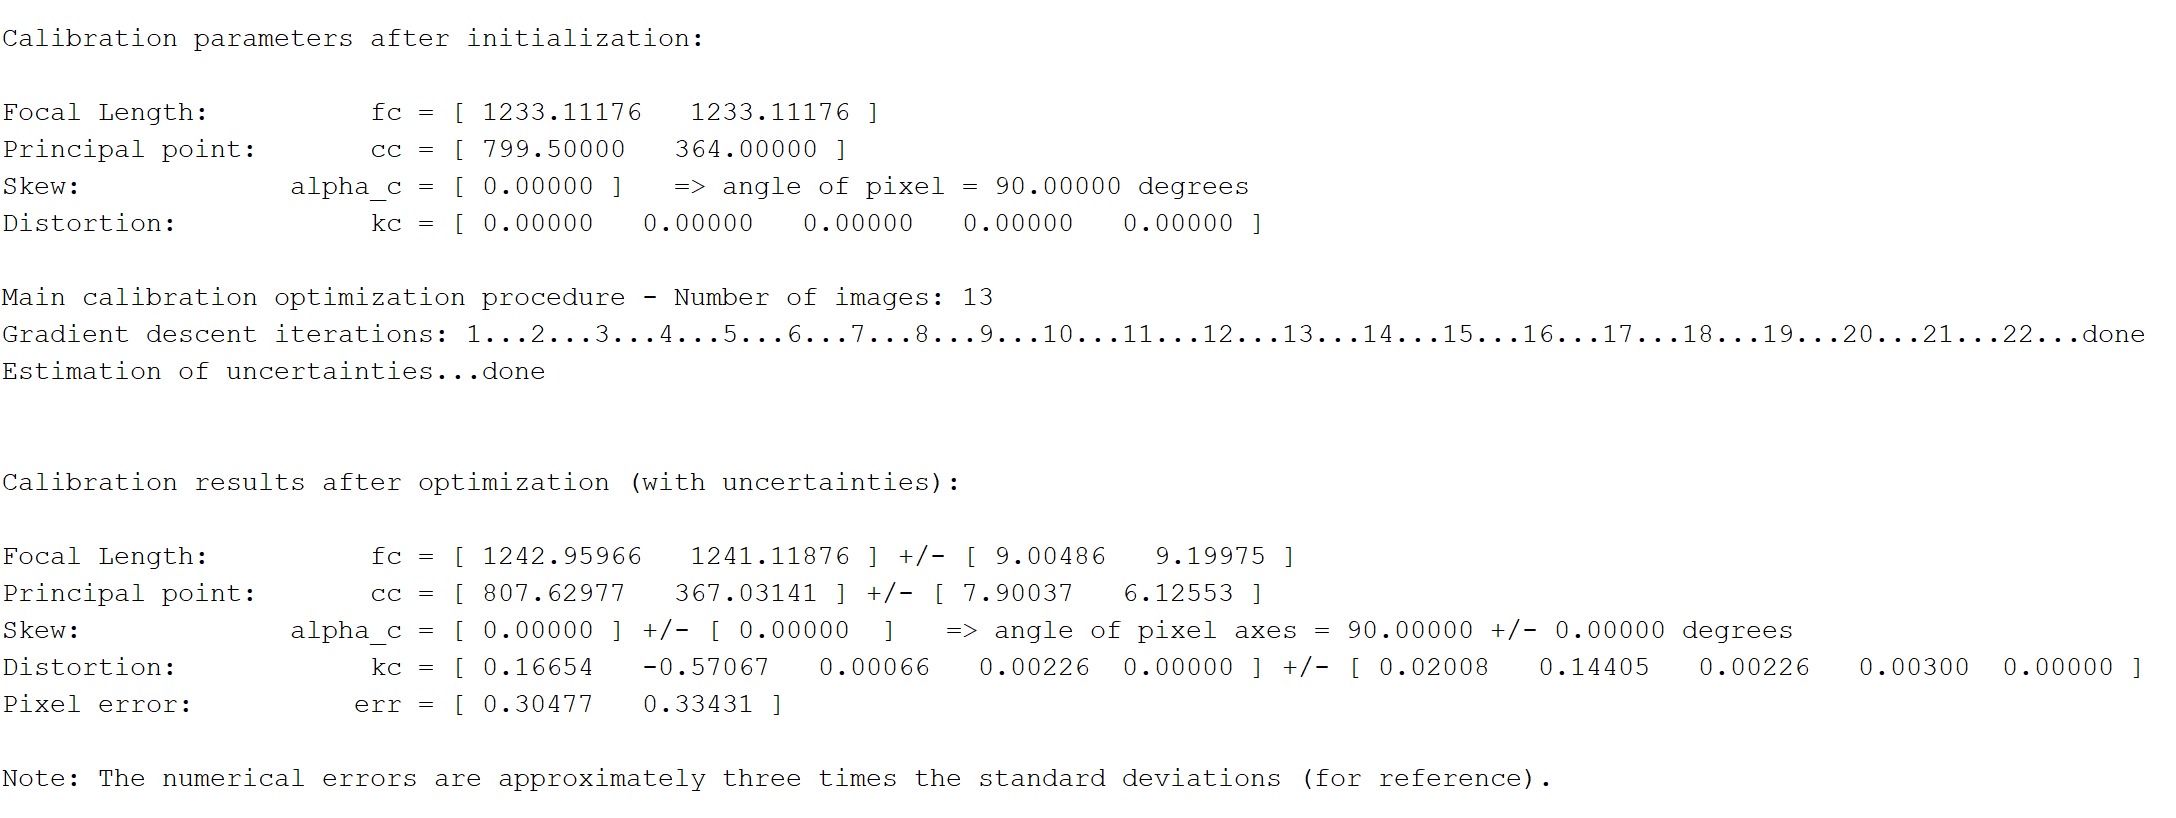 Calibration parameters after initialization:
Focal Length: fc = [ 1233.11176 1233.11176 ]
Principal point: cc = [ 799.50000 364.00000 ]
Skew: alpha_c = [ 0.00000 ] => angle of pixel = 90.00000 degrees
Distortion: kc = [ 0.00000 0.00000 0.00000 0.00000 0.00000 ]
Main calibration optimization procedure - Number of images: 13
Gradient descent iterations: 1...2...3...4...5...6...7...8...9...10...11...12...13...14...15...16...17...18...19...20...21...22...done
Estimation of uncertainties...done
Calibration results after optimization (with uncertainties):
Focal Length: fc = [ 1242.95966 1241.11876 ] +/- [ 9.00486 9.19975 ]
Principal point: cc = [ 807.62977 367.03141 ] +/- [ 7.90037 6.12553 ]
Skew: alpha_c = [ 0.00000 ] +/- [ 0.00000 ] => angle of pixel axes = 90.00000 +/- 0.00000 degrees
Distortion: kc = [ 0.16654 -0.57067 0.00066 0.00226 0.00000 ] +/- [ 0.02008 0.14405 0.00226 0.00300 0.00000 ]
Pixel error: err = [ 0.30477 0.33431 ]
Note: The numerical errors are approximately three times the standard deviations (for reference).